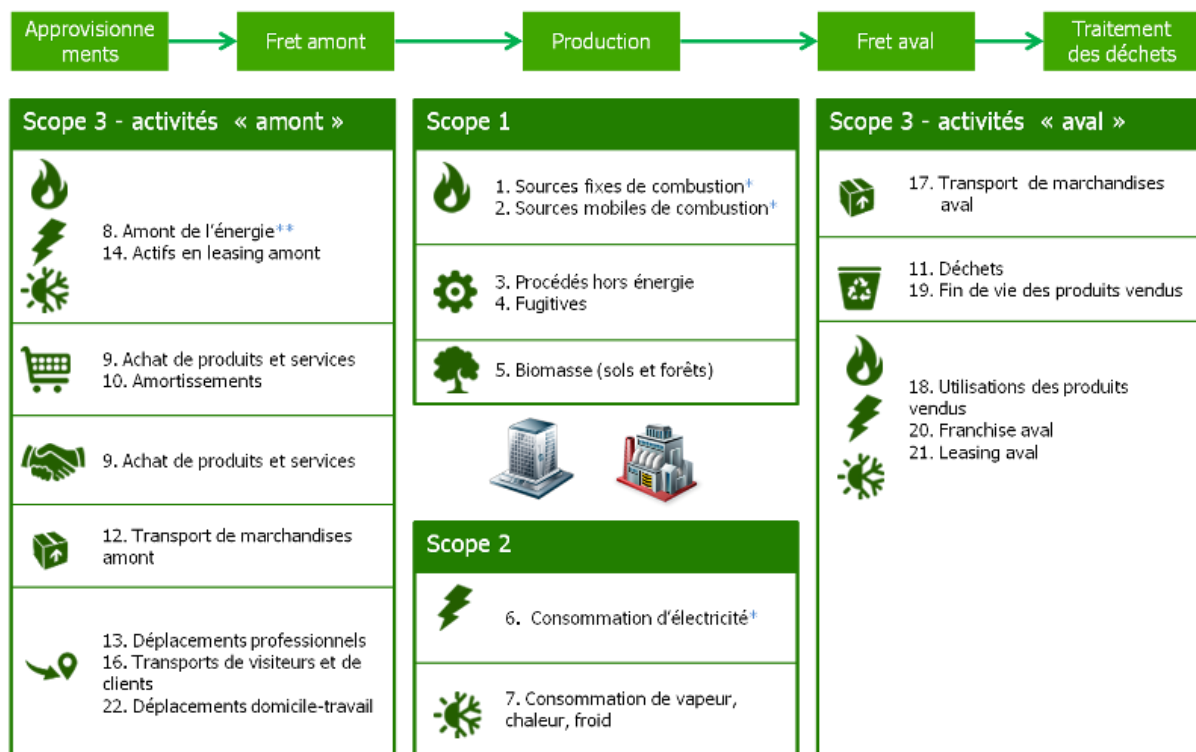 Approvisionne
ments
Fret amont
Production
Fret aval
Traitement
des déchets
Scope 3 - activités « amont »
8. Amont de l'énergie**
14. Actifs en leasing amont
9. Achat de produits et services
10. Amortissements
9. Achat de produits et services
12. Transport de marchandises
amont
13. Déplacements professionnels
16. Transports de visiteurs et de
clients
22. Déplacements domicile-travail
Scope 1
1. Sources fixes de combustion*
2. Sources mobiles de combustion*
3. Procédés hors énergie
4. Fugitives
5. Biomasse (sols et forêts)
Scope 2
6. Consommation d'électricité*
7. Consommation de vapeur,
chaleur, froid
Scope 3 - activités « aval »
17. Transport de marchandises
aval
11. Déchets
19. Fin de vie des produits vendus
18. Utilisations des produits
vendus
20. Franchise aval
21. Leasing aval